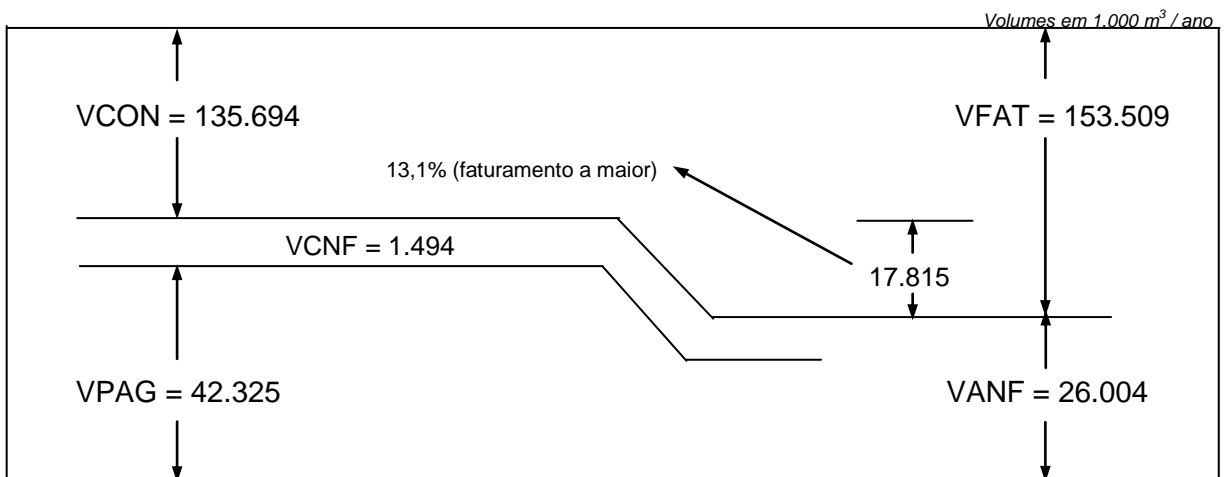 Volumes em 1.000 m³ / ano
VCON = 135.694
VFAT = 153.509
13,1% (faturamento a maior)
VCNF = 1.494
17.815
VPAG = 42.325
VANF = 26.004